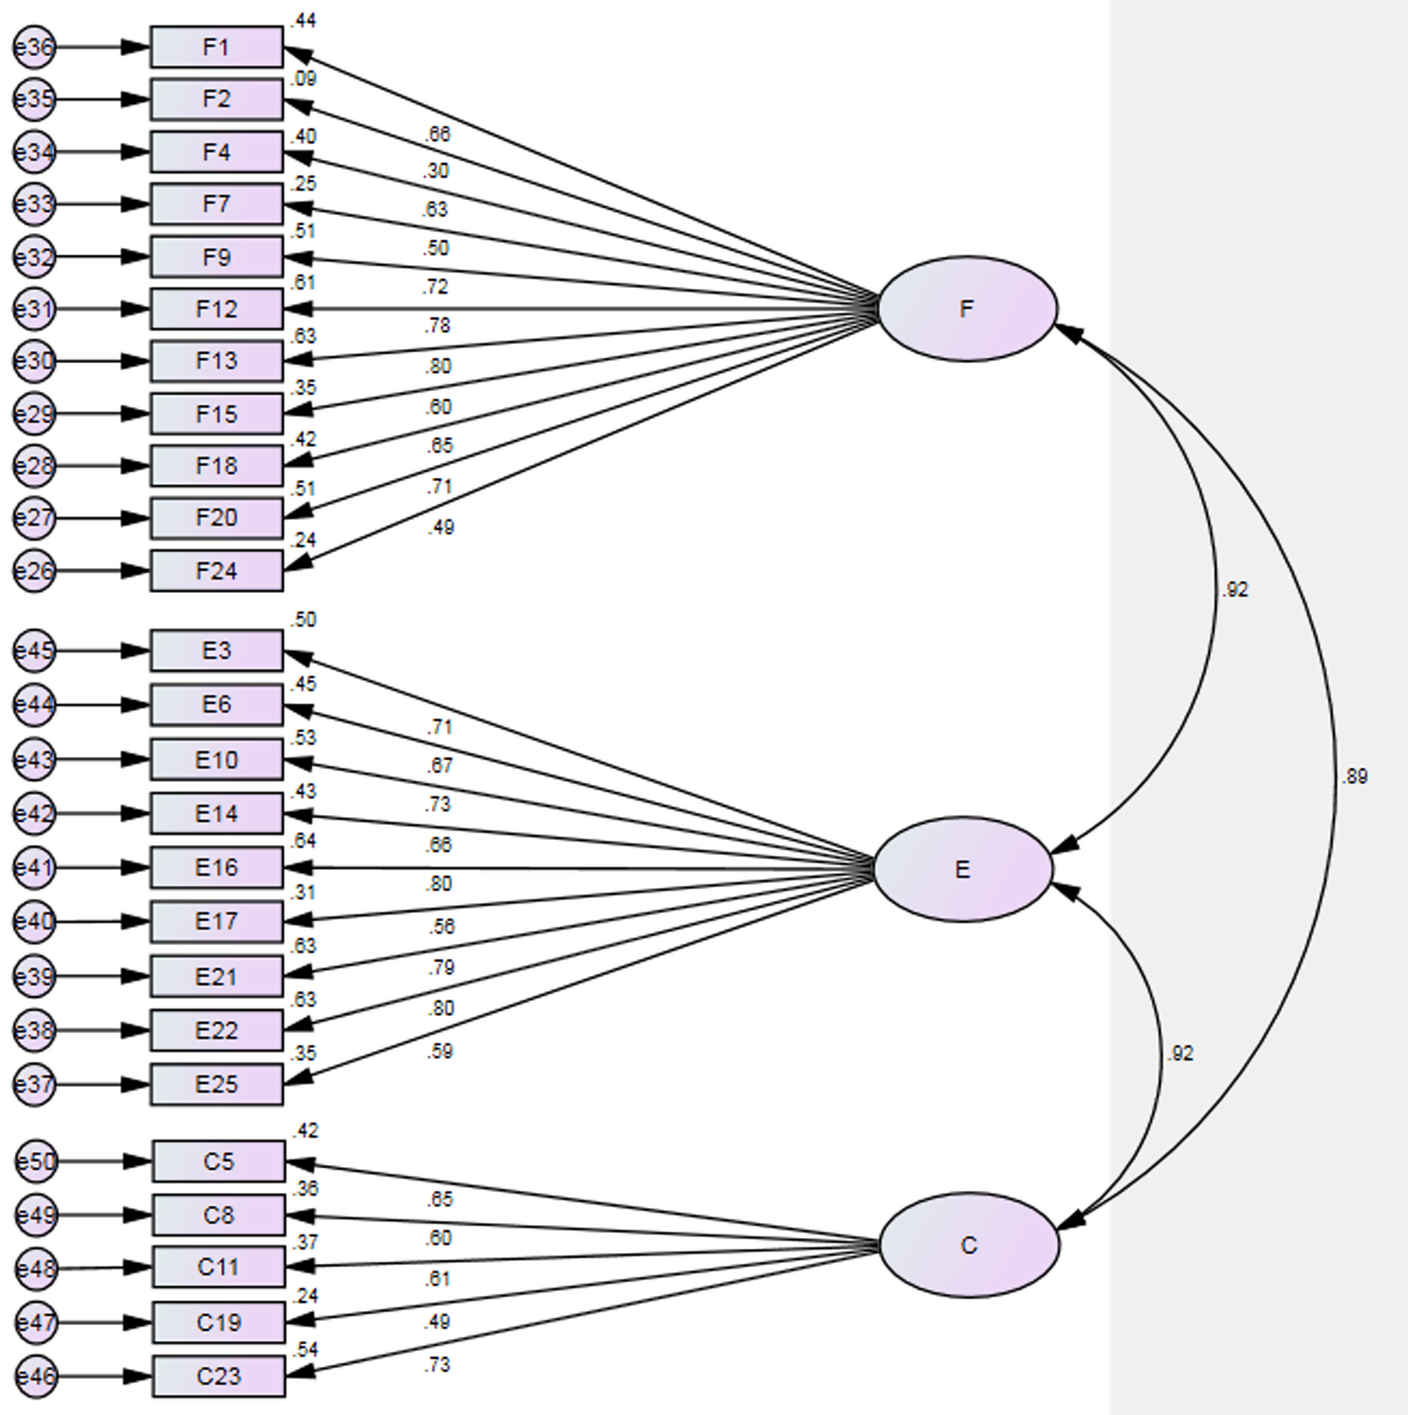 .44
e36 F1
.09
e35 F2
.40
e34 F4
.25
e33 F7
.51
e32 F9
.61
e31 F12
.63
e30 F13
.35
e29 F15
.42
e28 F18
.51
e27 F20
.24
e26 F24
.66
.30
.63
.50
.72
.78
.80
.60
.65
.71
.49
F
.50
e45 E3
.45
e44 E6
.53
e43 E10
.43
e42 E14
.64
e41 E16
.31
e40 E17
.63
e39 E21
.63
e38 E22
.35
e37 E25
.71
.67
.73
.66
.80
.56
.79
.80
.59
E
.42
e50 C5
.36
e49 C8
.37
e48 C11
.24
e47 C19
.54
e46 C23
.65
.60
.61
.49
.73
C
.92
.89
.92